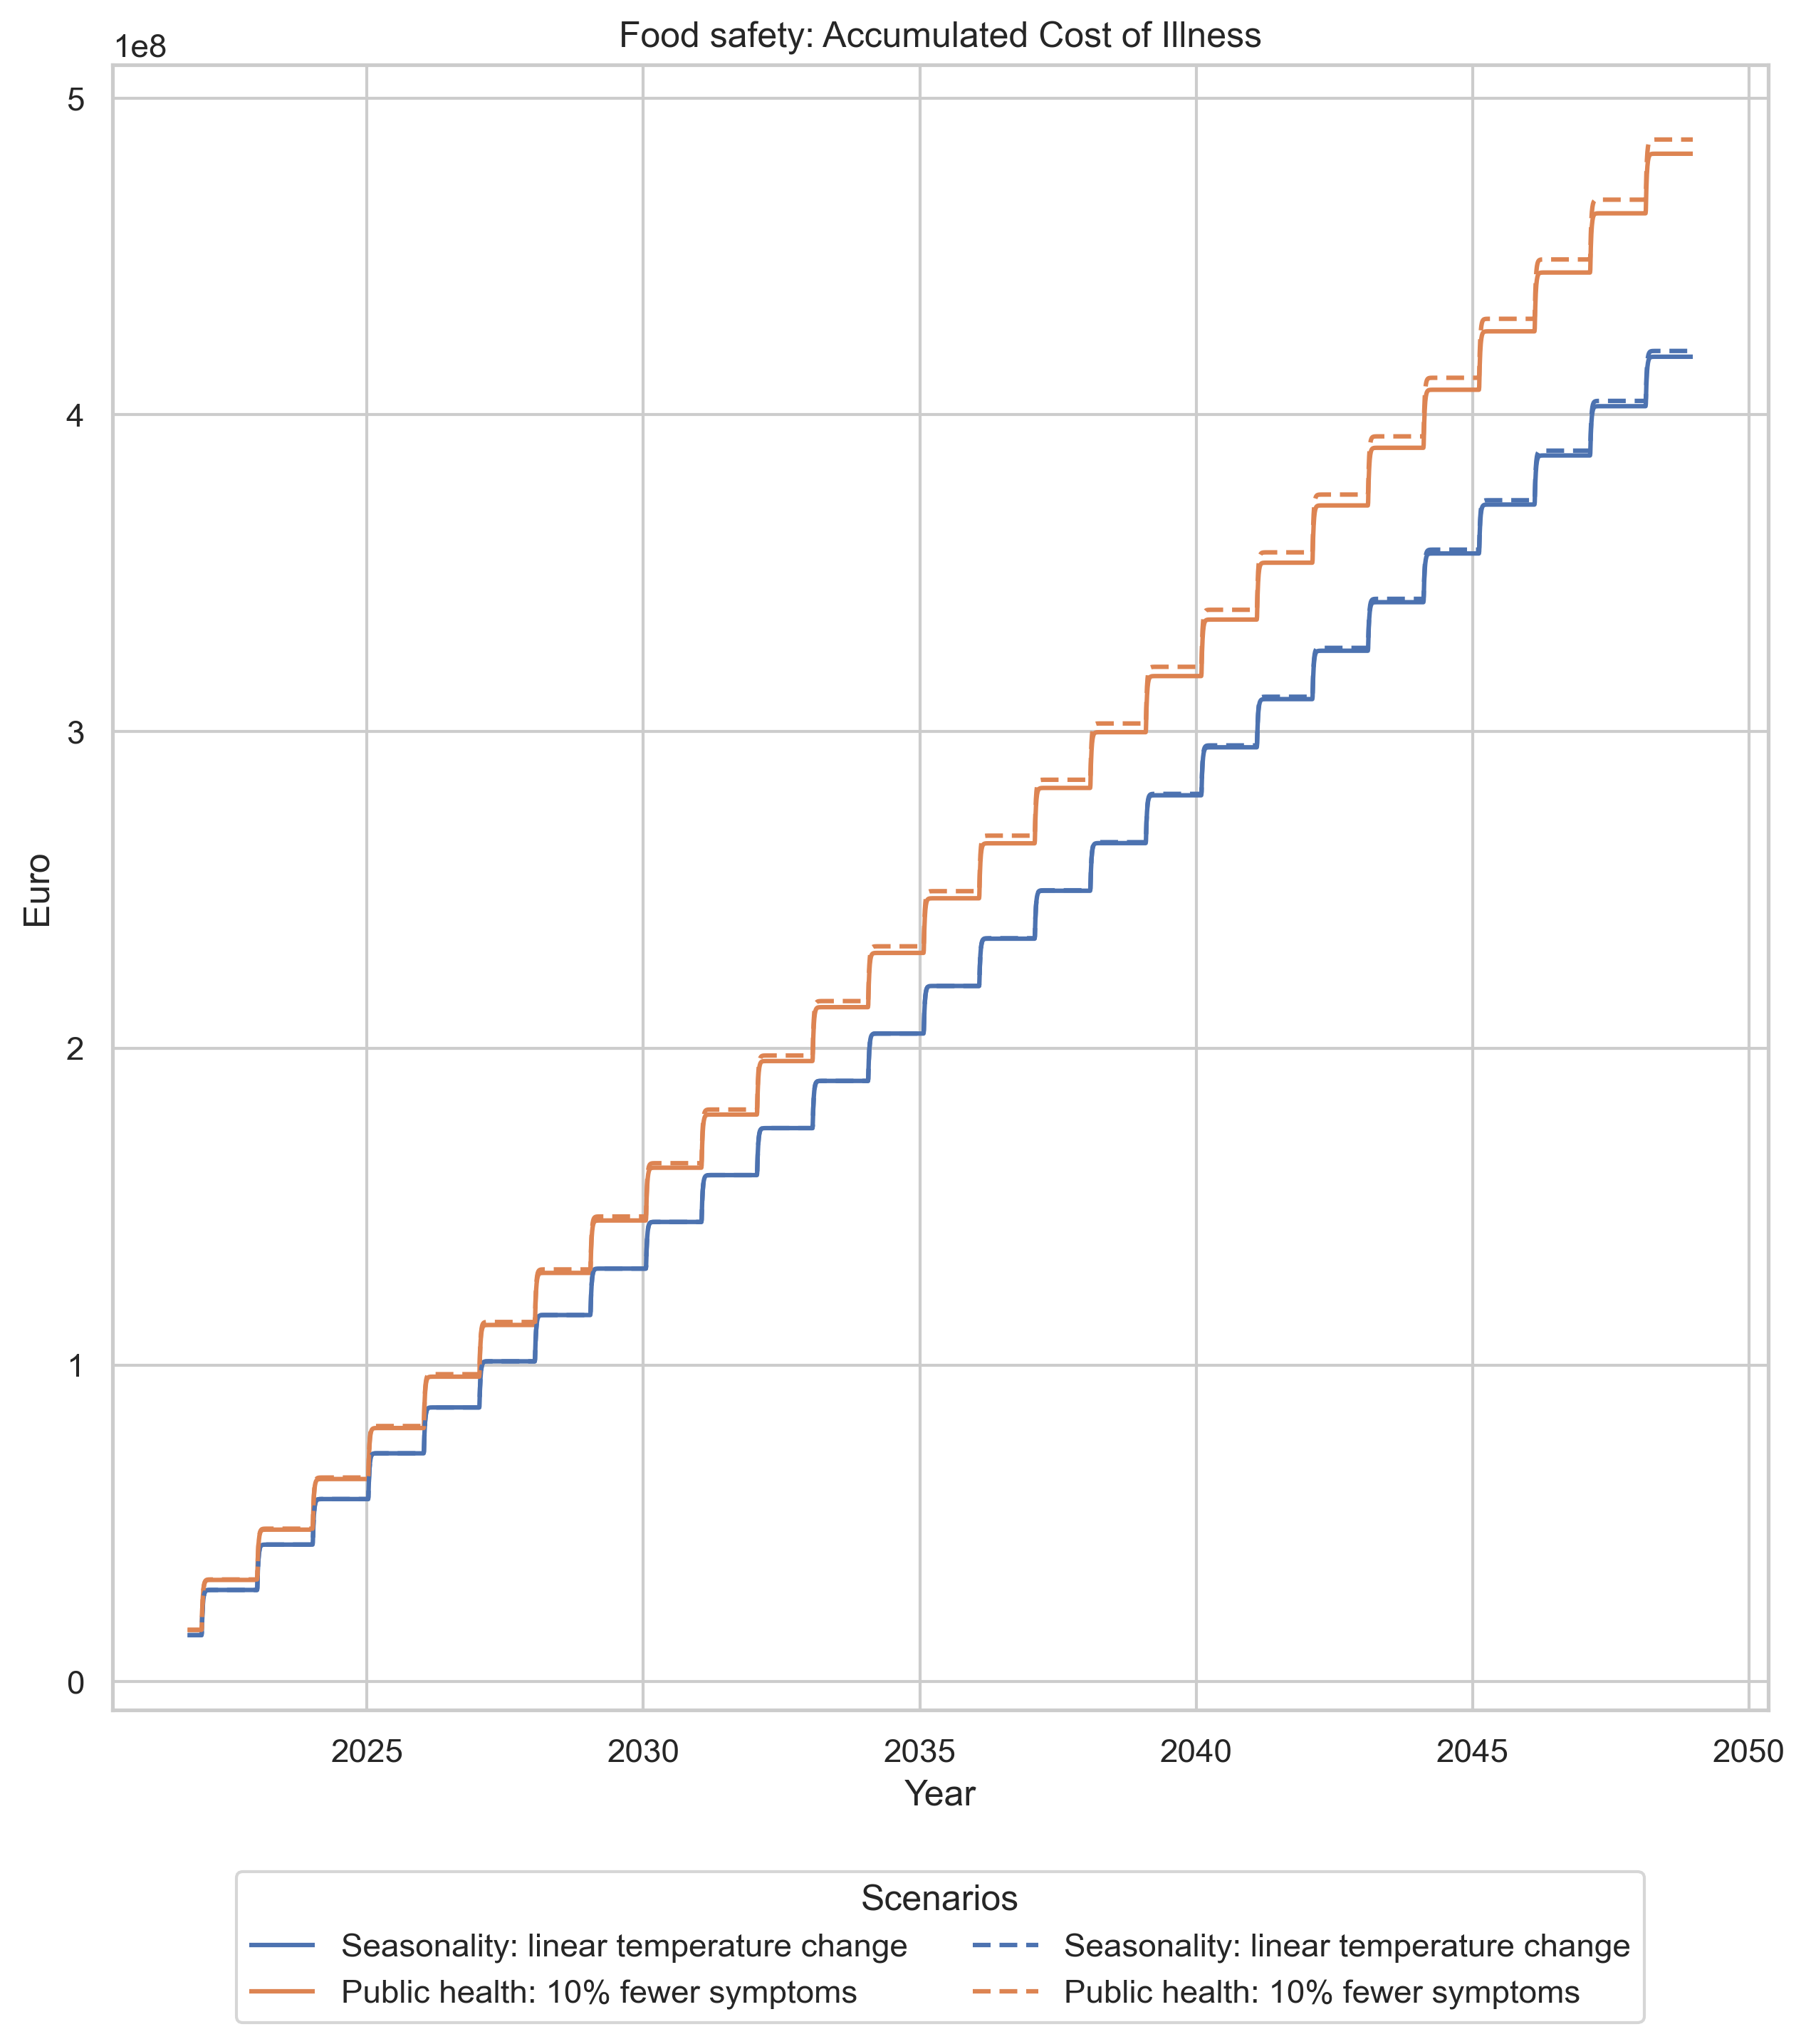 Food safety: Accumulated Cost of Illness
1e8
5
4
3
2
1
0
Euro
2025 2030 2035 2040 2045 2050
Year
Scenarios
Seasonality: linear temperature change Seasonality: linear temperature change
Public health: 10% fewer symptoms Public health: 10% fewer symptoms